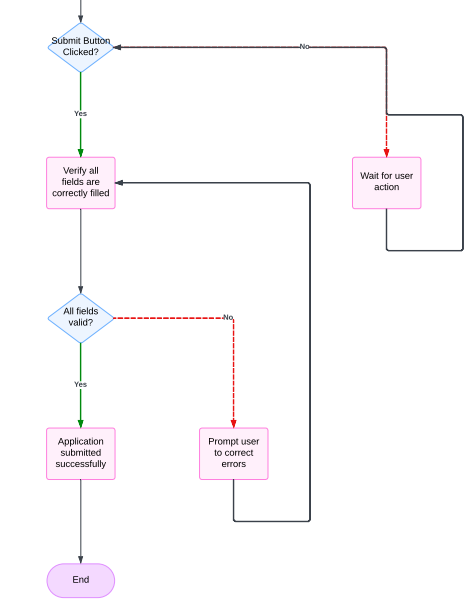 Submit Button
Clicked?
No
Yes
Verify all
fields are
correctly filled
Wait for user
action
All fields
valid?
No
Yes
Application
submitted
successfully
Prompt user
to correct
errors
End